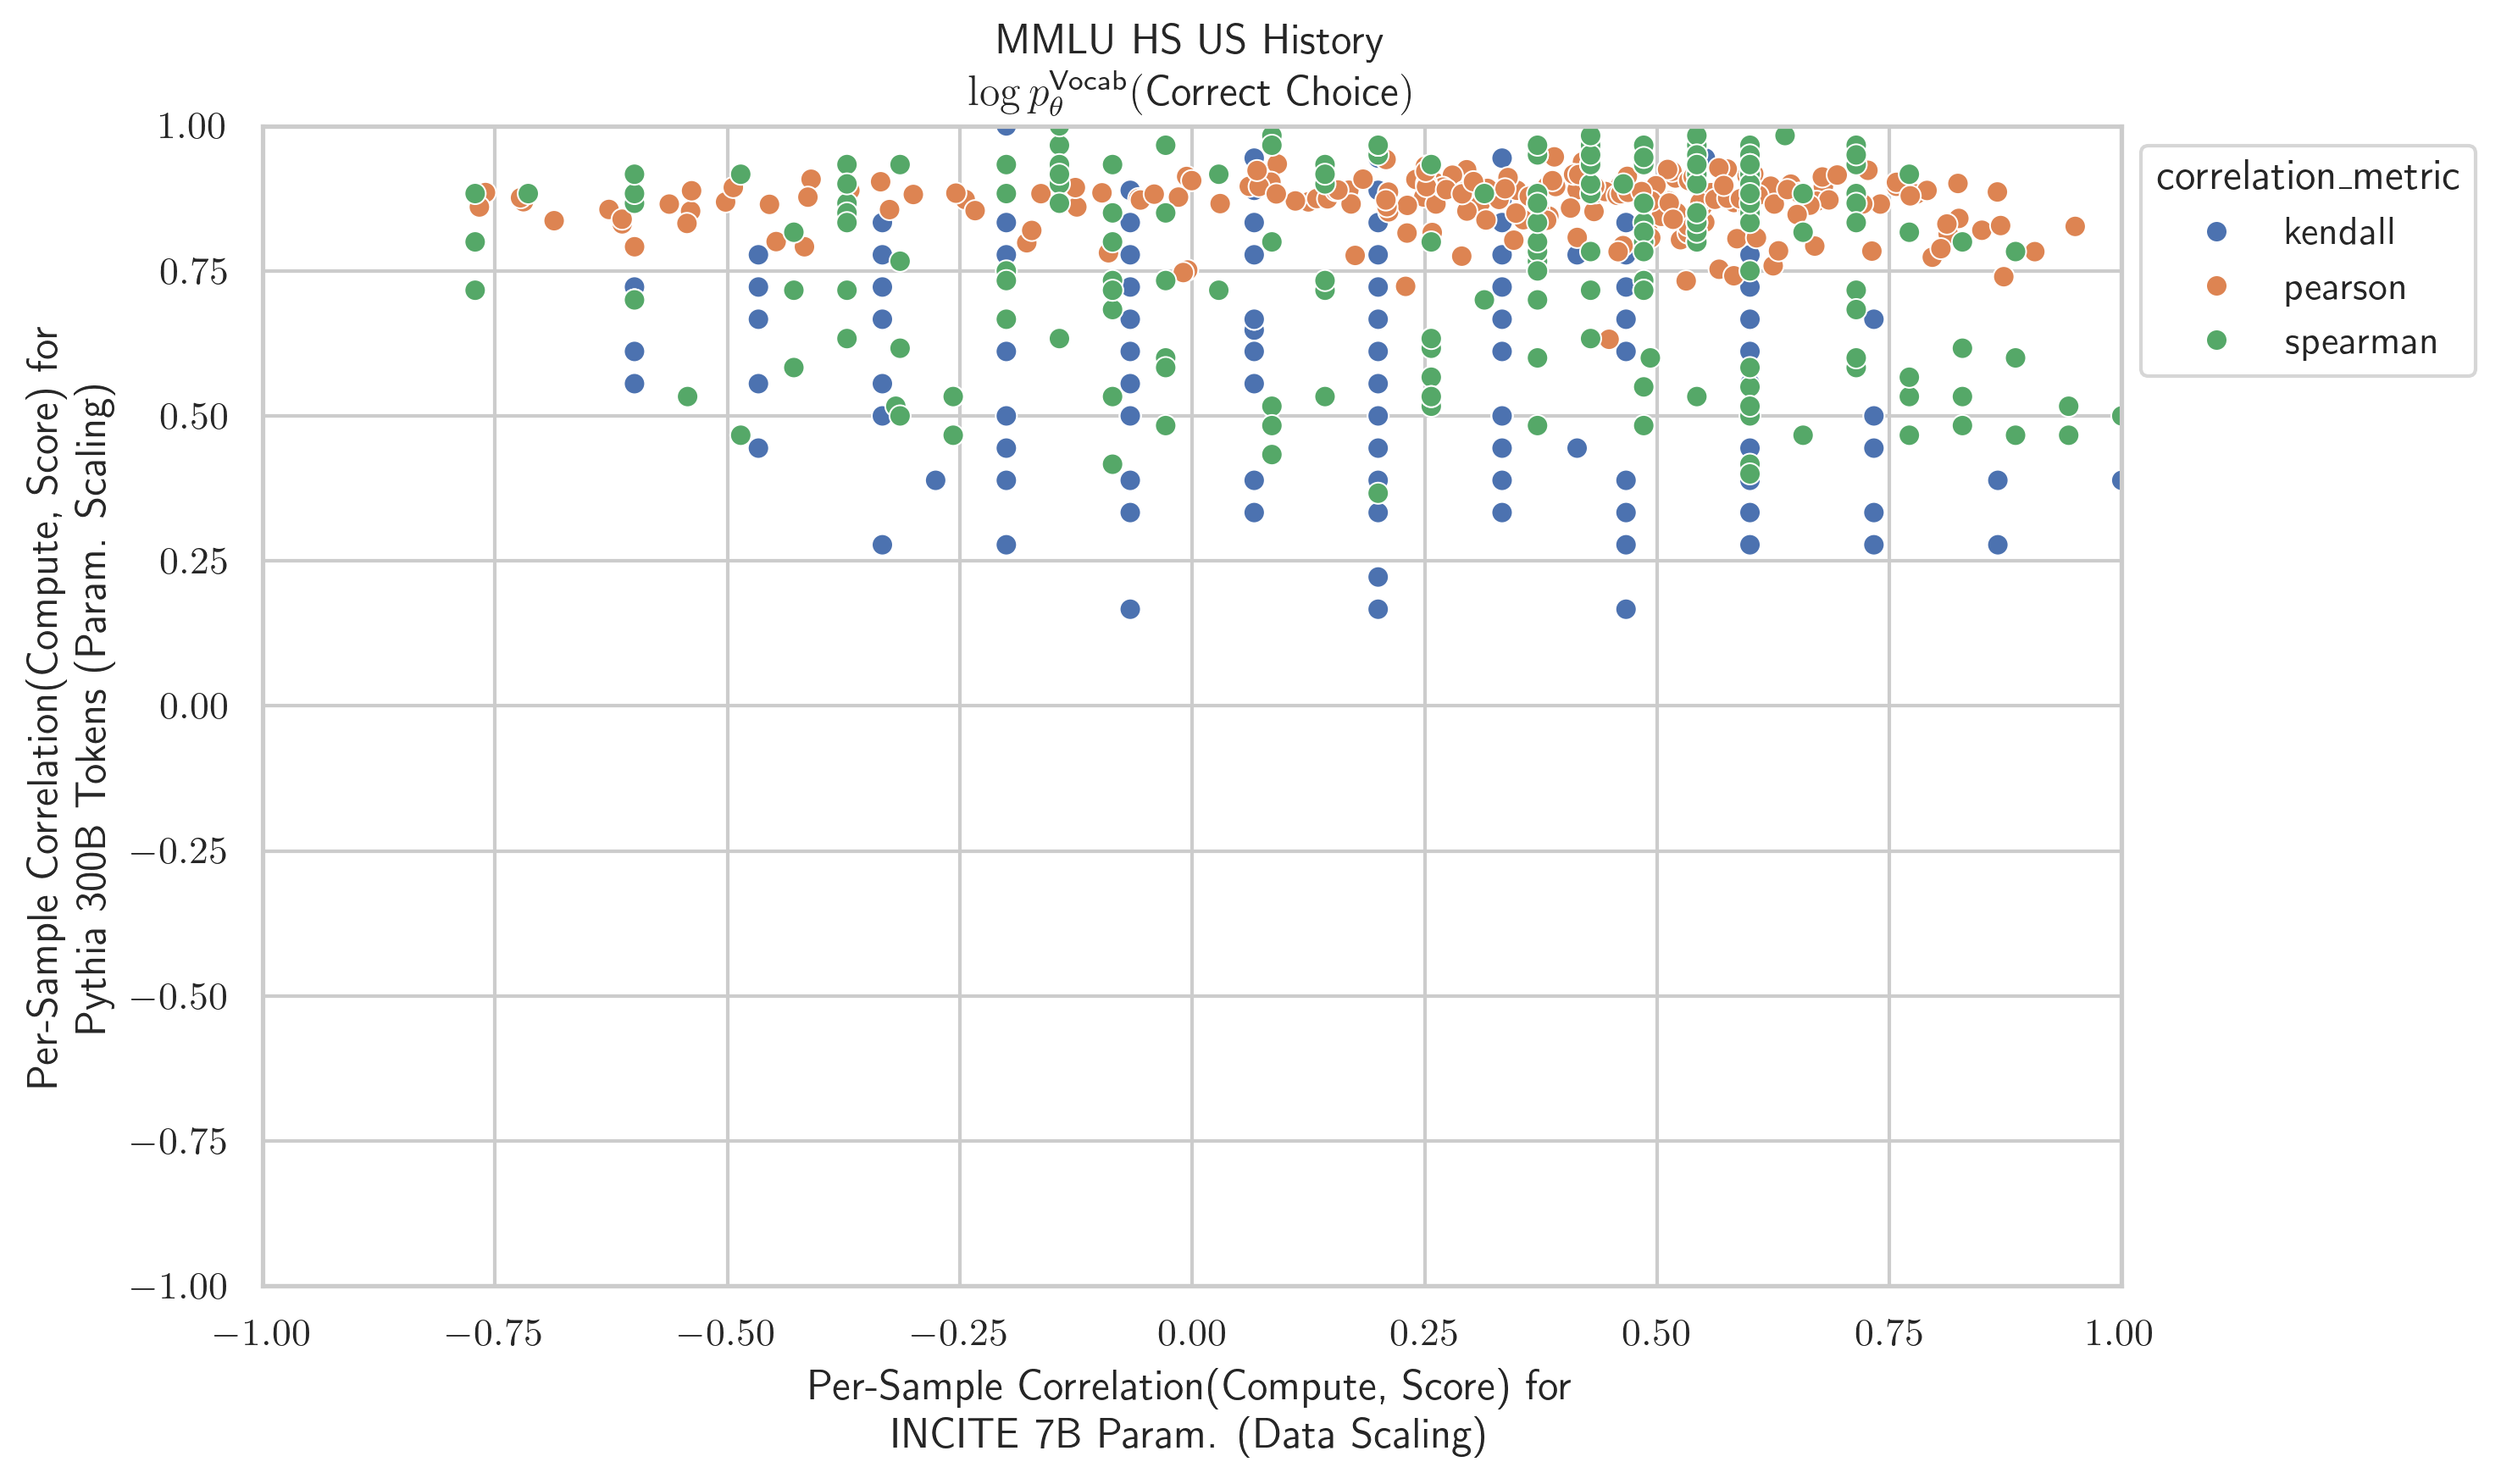 MMLU HS US History
log p_θ^Vocab(Correct Choice)
Per-Sample Correlation(Compute, Score) for
Pythia 300B Tokens (Param. Scaling)
1.00
0.75
0.50
0.25
0.00
−0.25
−0.50
−0.75
−1.00
−1.00 −0.75 −0.50 −0.25 0.00 0.25 0.50 0.75 1.00
Per-Sample Correlation(Compute, Score) for
INCITE 7B Param. (Data Scaling)
correlation_metric
kendall
pearson
spearman